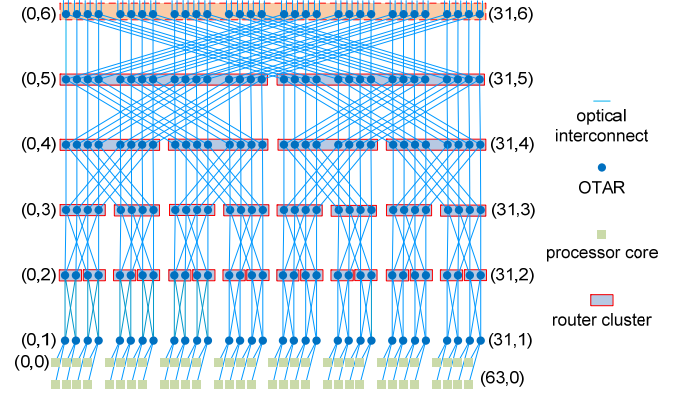 (0,6)
(31,6)
(0,5)
(31,5)
(0,4)
(31,4)
(0,3)
(31,3)
(0,2)
(31,2)
(0,1)
(31,1)
(0,0)
(63,0)
optical
interconnect
OTAR
processor core
router cluster